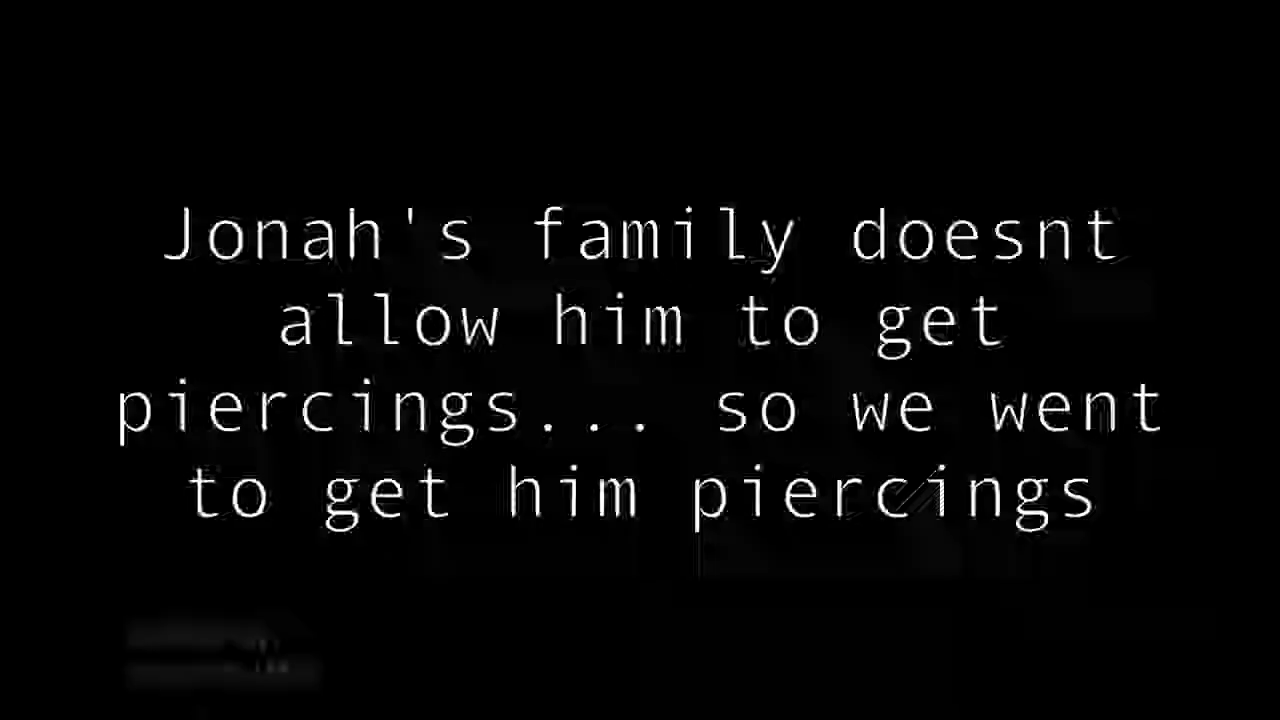 Jonah's family doesnt
allow him to get
piercings... so we went
to get him piercings